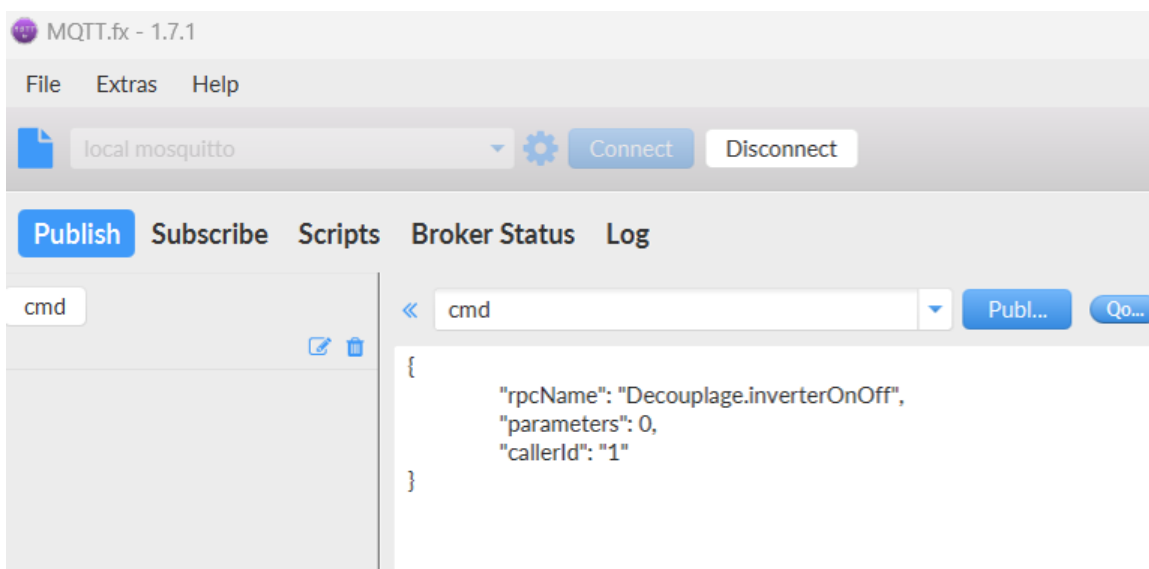 MQTT.fx - 1.7.1
File Extras Help
local mosquitto Connect Disconnect
Publish Subscribe Scripts Broker Status Log
cmd
cmd Publ... Qo...
{
"rpcName": "Decouplage.inverterOnOff",
"parameters": 0,
"callerId": "1"
}